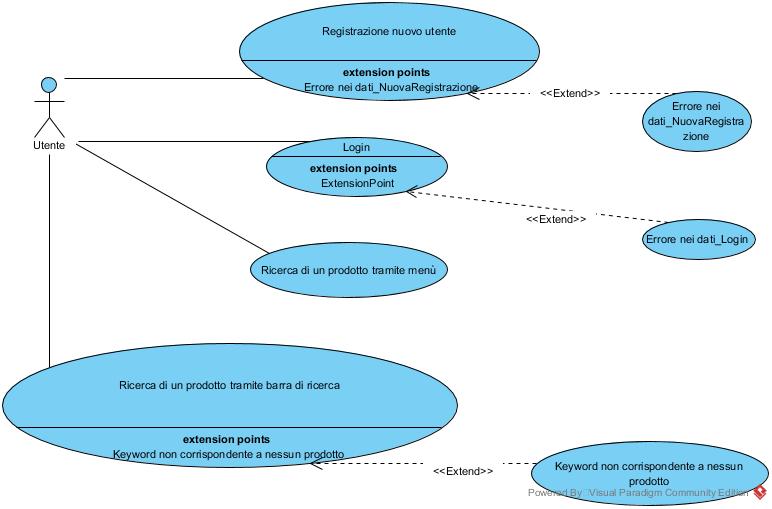 Registrazione nuovo utente
extension points
Errore nei dati_NuovaRegistrazione
<<Extend>>
Errore nei
dati_NuovaRegistra
zione
Utente
Login
extension points
ExtensionPoint
<<Extend>>
Errore nei dati_Login
Ricerca di un prodotto tramite menù
Ricerca di un prodotto tramite barra di ricerca
extension points
Keyword non corrispondente a nessun prodotto
<<Extend>>
Keyword non corrispondente a nessun
prodotto
Powered By Visual Paradigm Community Edition